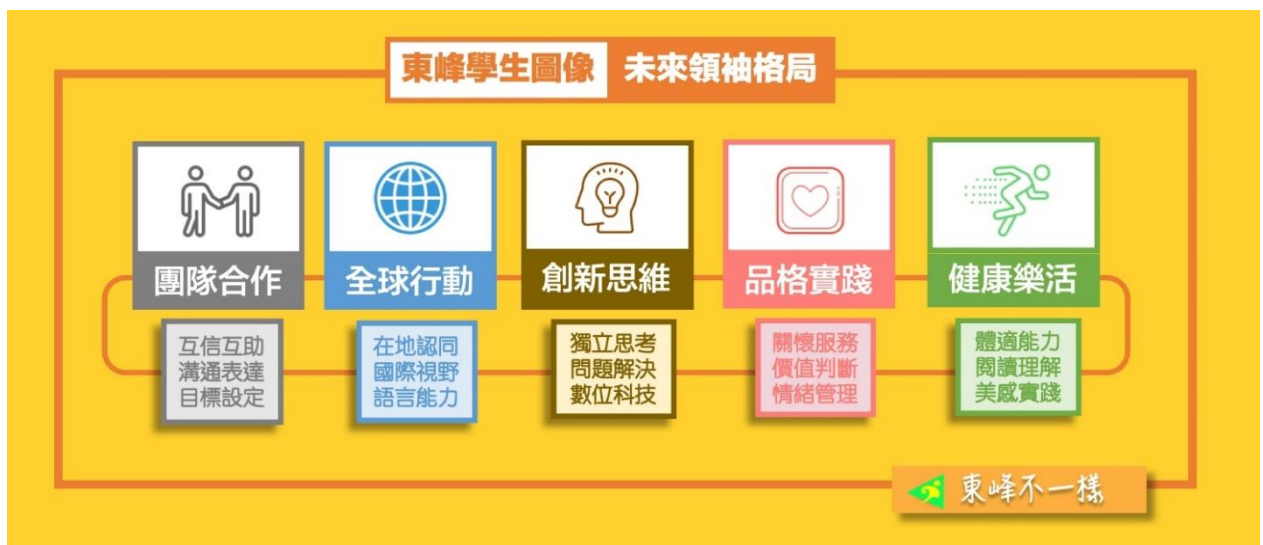 東峰學生圖像 未來領袖格局
團隊合作
互信互助
溝通表達
目標設定
全球行動
在地認同
國際視野
語言能力
創新思維
獨立思考
問題解決
數位科技
品格實踐
關懷服務
價值判斷
情緒管理
健康樂活
體適能力
閱讀理解
美感實踐
東峰不一樣